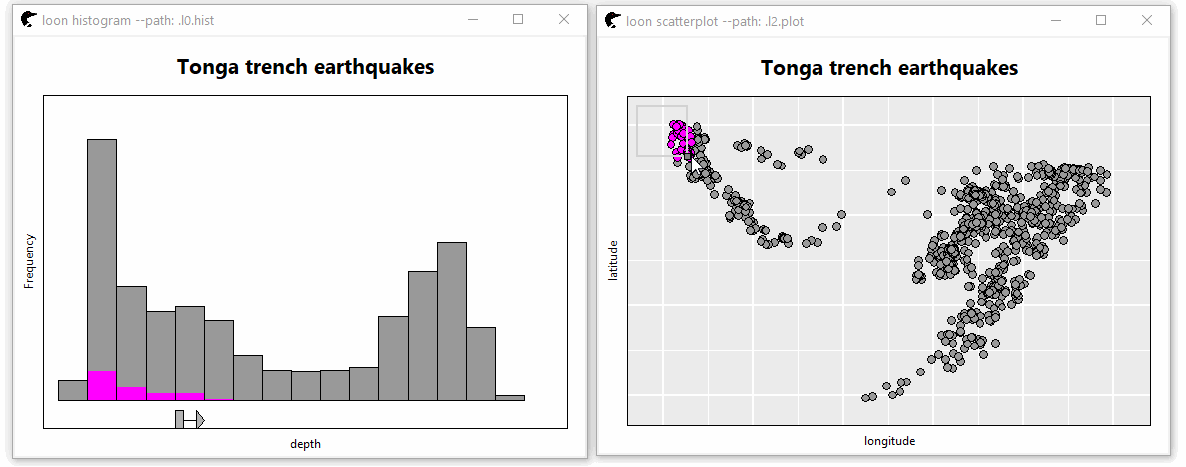 loon histogram --path: .l0.hist
Tonga trench earthquakes
Frequency
depth
loon scatterplot --path: .l2.plot
Tonga trench earthquakes
latitude
longitude